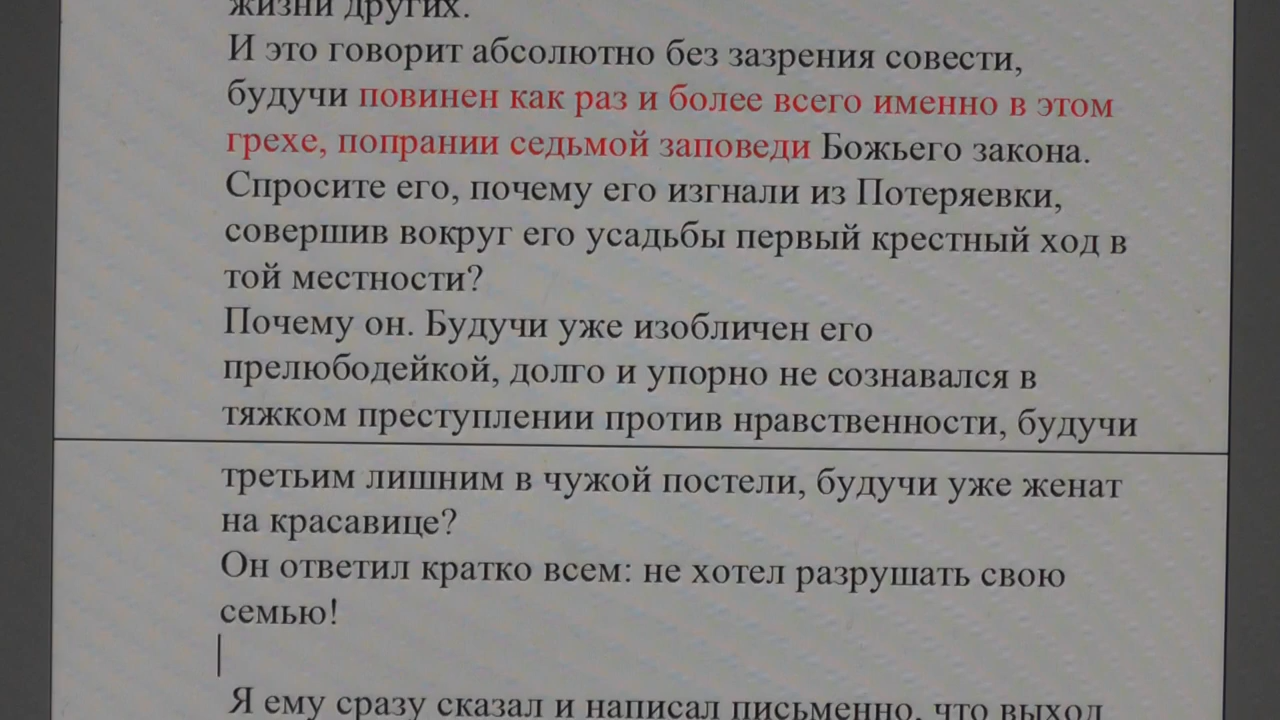 жизни других.
И это говорит абсолютно без зазрения совести,
будучи повинен как раз и более всего именно в этом
грехе, попрании седьмой заповеди Божьего закона.
Спросите его, почему его изгнали из Потеряевки,
совершив вокруг его усадьбы первый крестный ход в
той местности?
Почему он. Будучи уже изобличен его
прелюбодейкой, долго и упорно не сознавался в
тяжком преступлении против нравственности, будучи
третьим лишним в чужой постели, будучи уже женат
на красавице?
Он ответил кратко всем: не хотел разрушать свою
семью!
Я ему сразу сказал и написал письменно, что выход